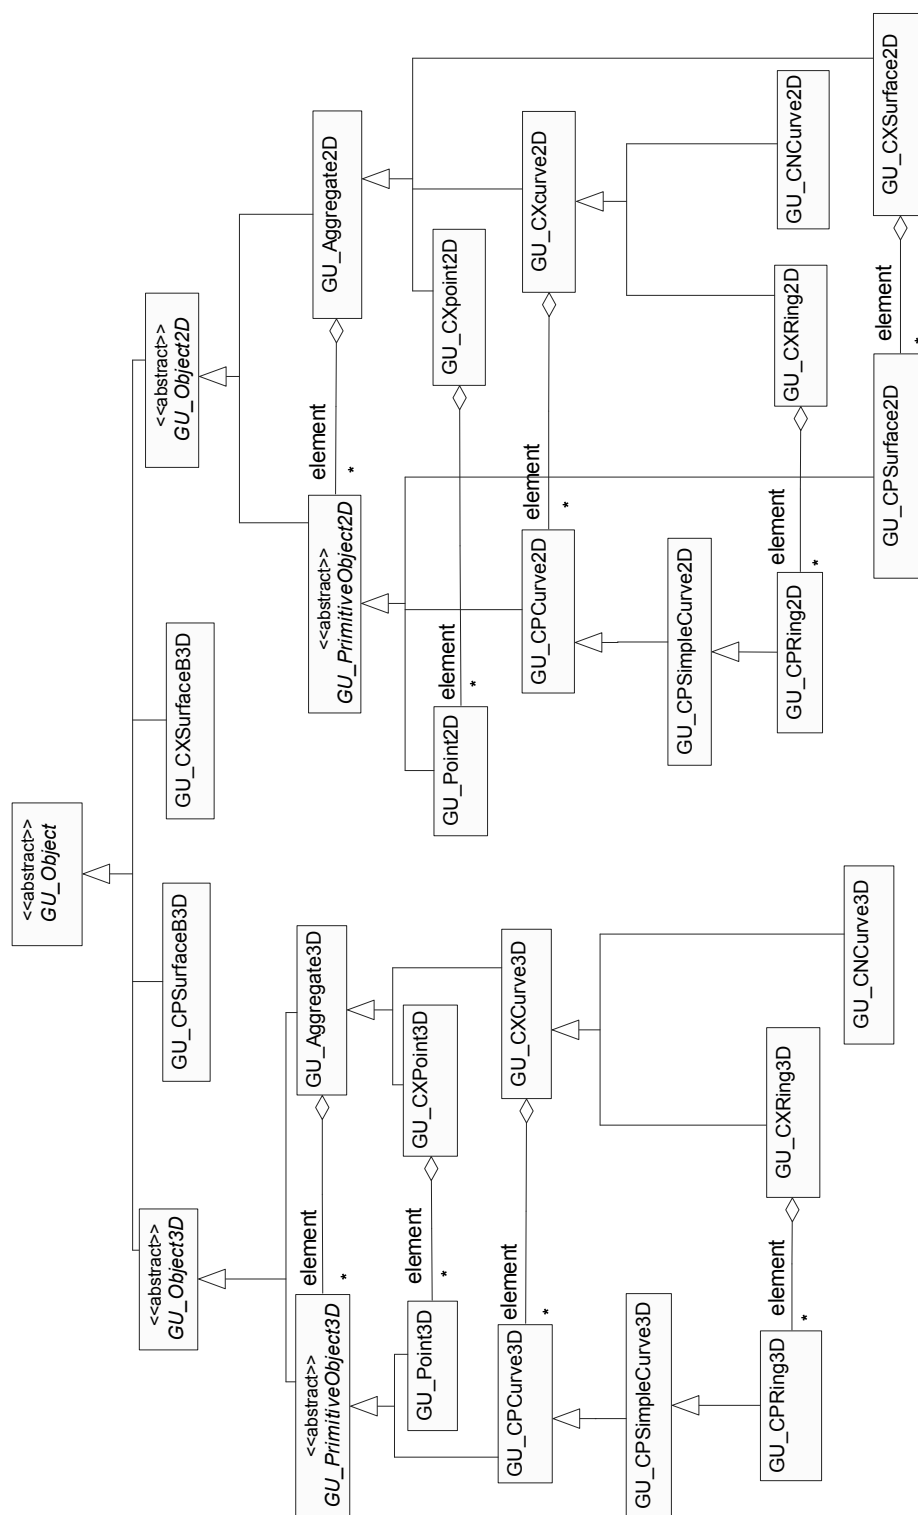 <<abstract>>
GU_Object
<<abstract>>
GU_Object3D
GU_CPSurfaceB3D
GU_CXSurfaceB3D
<<abstract>>
GU_Object2D
<<abstract>>
GU_PrimitiveObject3D
element
*
GU_Aggregate3D
<<abstract>>
GU_PrimitiveObject2D
element
*
GU_Aggregate2D
GU_Point3D
element
*
GU_CXPoint3D
GU_Point2D
element
*
GU_CXpoint2D
GU_CPCurve3D
element
*
GU_CXCurve3D
GU_CPCurve2D
element
*
GU_CXcurve2D
GU_CPSimpleCurve3D
GU_CPSimpleCurve2D
GU_CPRing3D
element
*
GU_CXRing3D
GU_CPRing2D
element
*
GU_CXRing2D
GU_CNCurve2D
GU_CNCurve3D
GU_CPSurface2D
element
*
GU_CXSurface2D